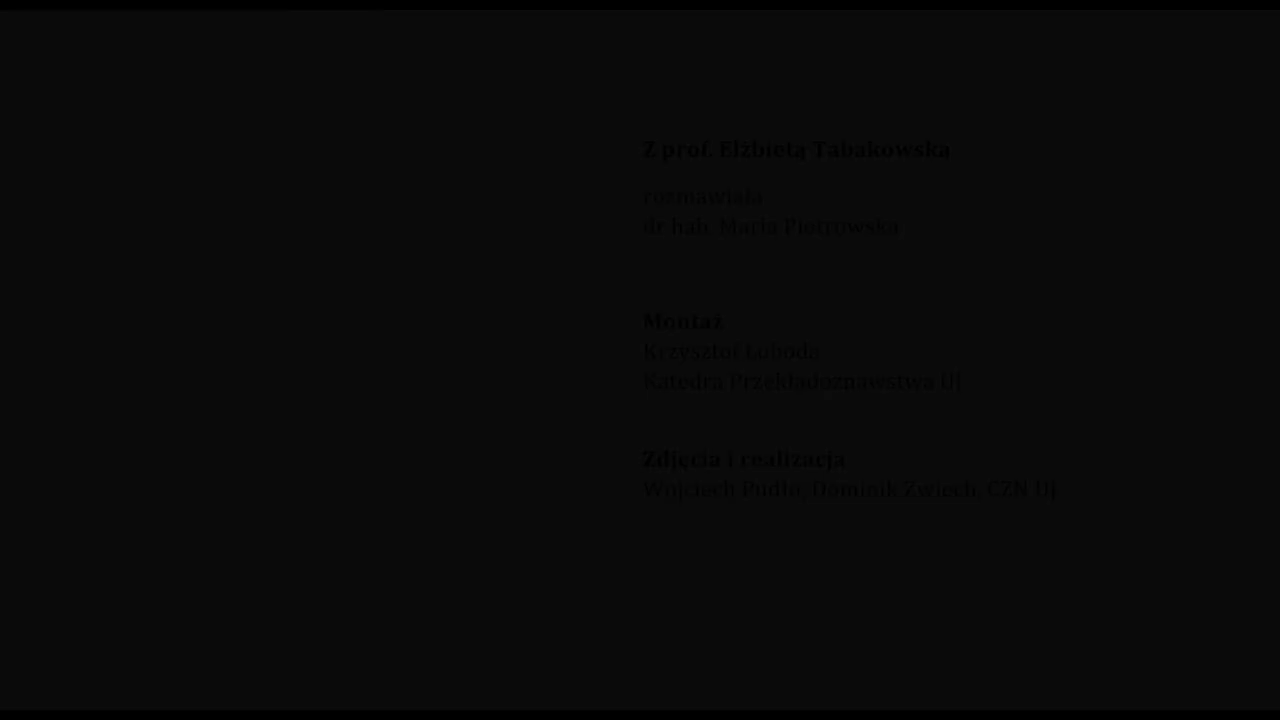 Z prof. Elżbietą Tabakowską
rozmawiała
dr hab. Maria Piotrowska
Montaż
Krzysztof Łoboda
Katedra Przekładoznawstwa UJ
Zdjęcia i realizacja
Wojciech Pudło, Dominik Zwiech, CZN UJ